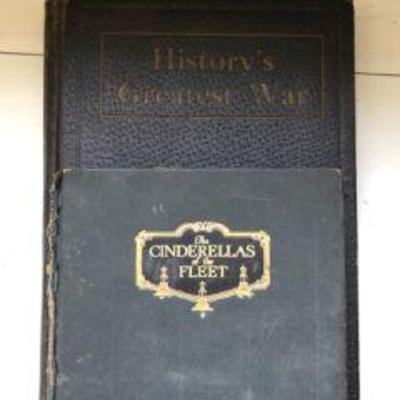 History's
Greatest War
The
CINDERELLAS
of the
FLEET